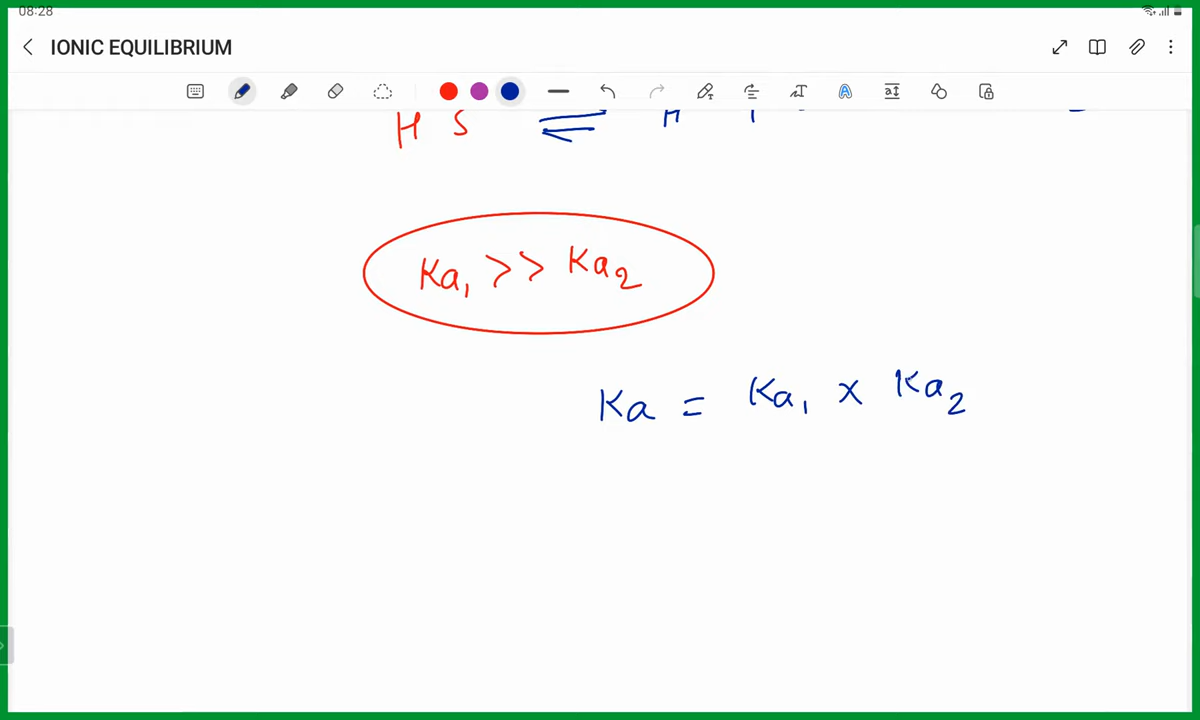 08:28
IONIC EQUILIBRIUM
H S ⇌ H
Ka₁ >> Ka₂
Ka = Ka₁ × Ka₂